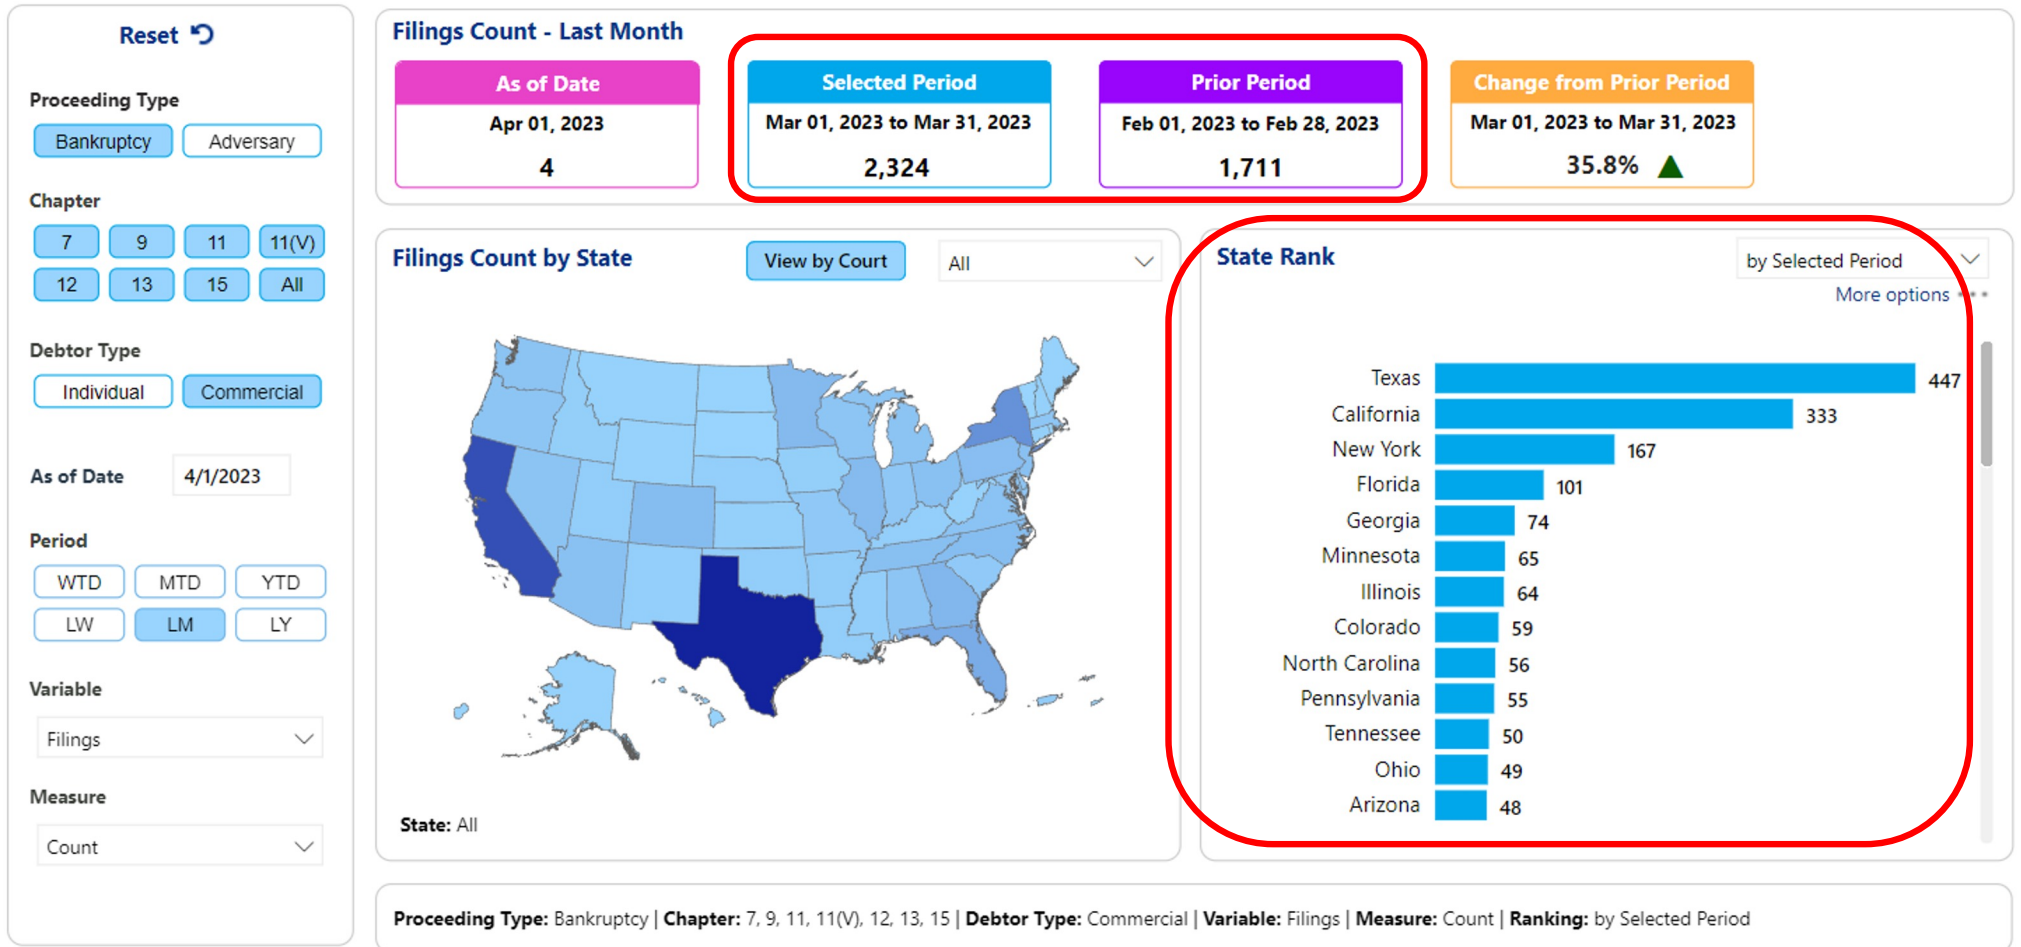 Reset
Proceeding Type
Bankruptcy Adversary
Chapter
7 9 11 11(V)
12 13 15 All
Debtor Type
Individual Commercial
As of Date 4/1/2023
Period
WTD MTD YTD
LW LM LY
Variable
Filings
Measure
Count
Filings Count - Last Month
As of Date
Apr 01, 2023
4
Selected Period
Mar 01, 2023 to Mar 31, 2023
2,324
Prior Period
Feb 01, 2023 to Feb 28, 2023
1,711
Change from Prior Period
Mar 01, 2023 to Mar 31, 2023
35.8%
Filings Count by State
View by Court
All
State: All
State Rank
by Selected Period
More options
Texas 447
California 333
New York 167
Florida 101
Georgia 74
Minnesota 65
Illinois 64
Colorado 59
North Carolina 56
Pennsylvania 55
Tennessee 50
Ohio 49
Arizona 48
Proceeding Type: Bankruptcy | Chapter: 7, 9, 11, 11(V), 12, 13, 15 | Debtor Type: Commercial | Variable: Filings | Measure: Count | Ranking: by Selected Period